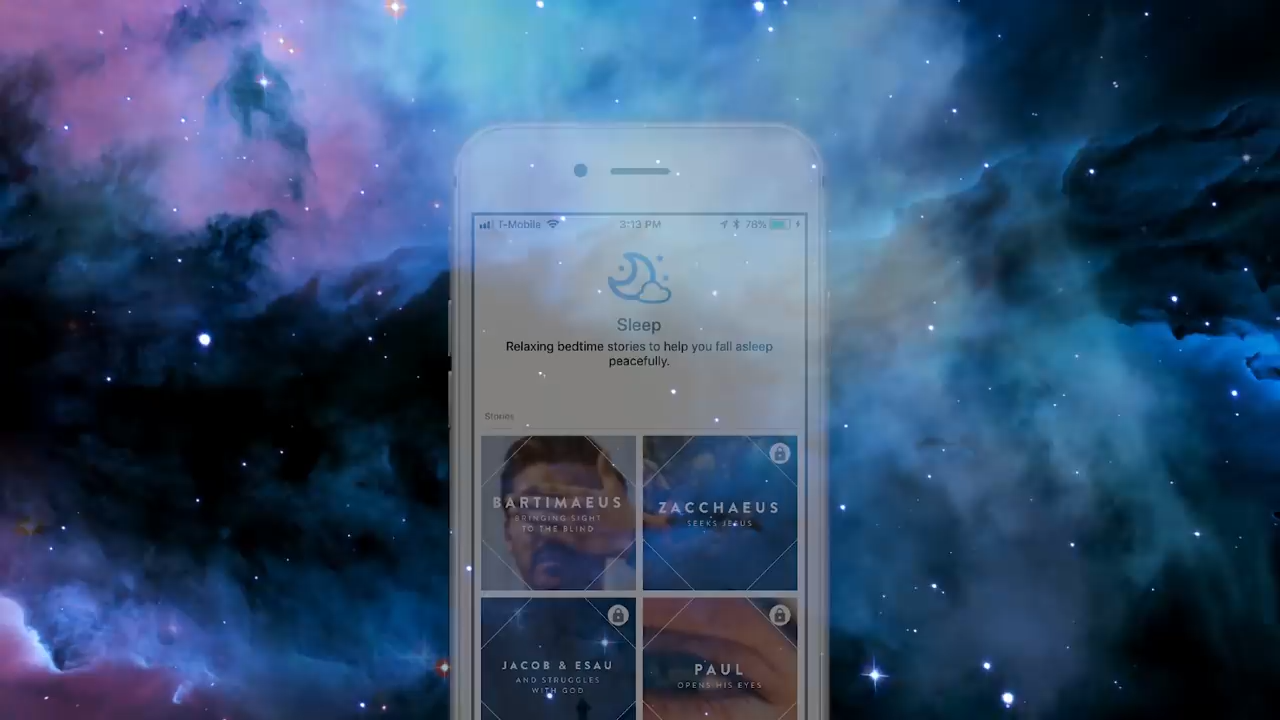 T-Mobile 3:13 PM 78%
Sleep
Relaxing bedtime stories to help you fall asleep
peacefully.
Stories
BARTIMAEUS
BRINGING SIGHT
TO THE BLIND
ZACCHAEUS
SEEKS JESUS
JACOB & ESAU
AND STRUGGLES
WITH GOD
PAUL
OPENS HIS EYES